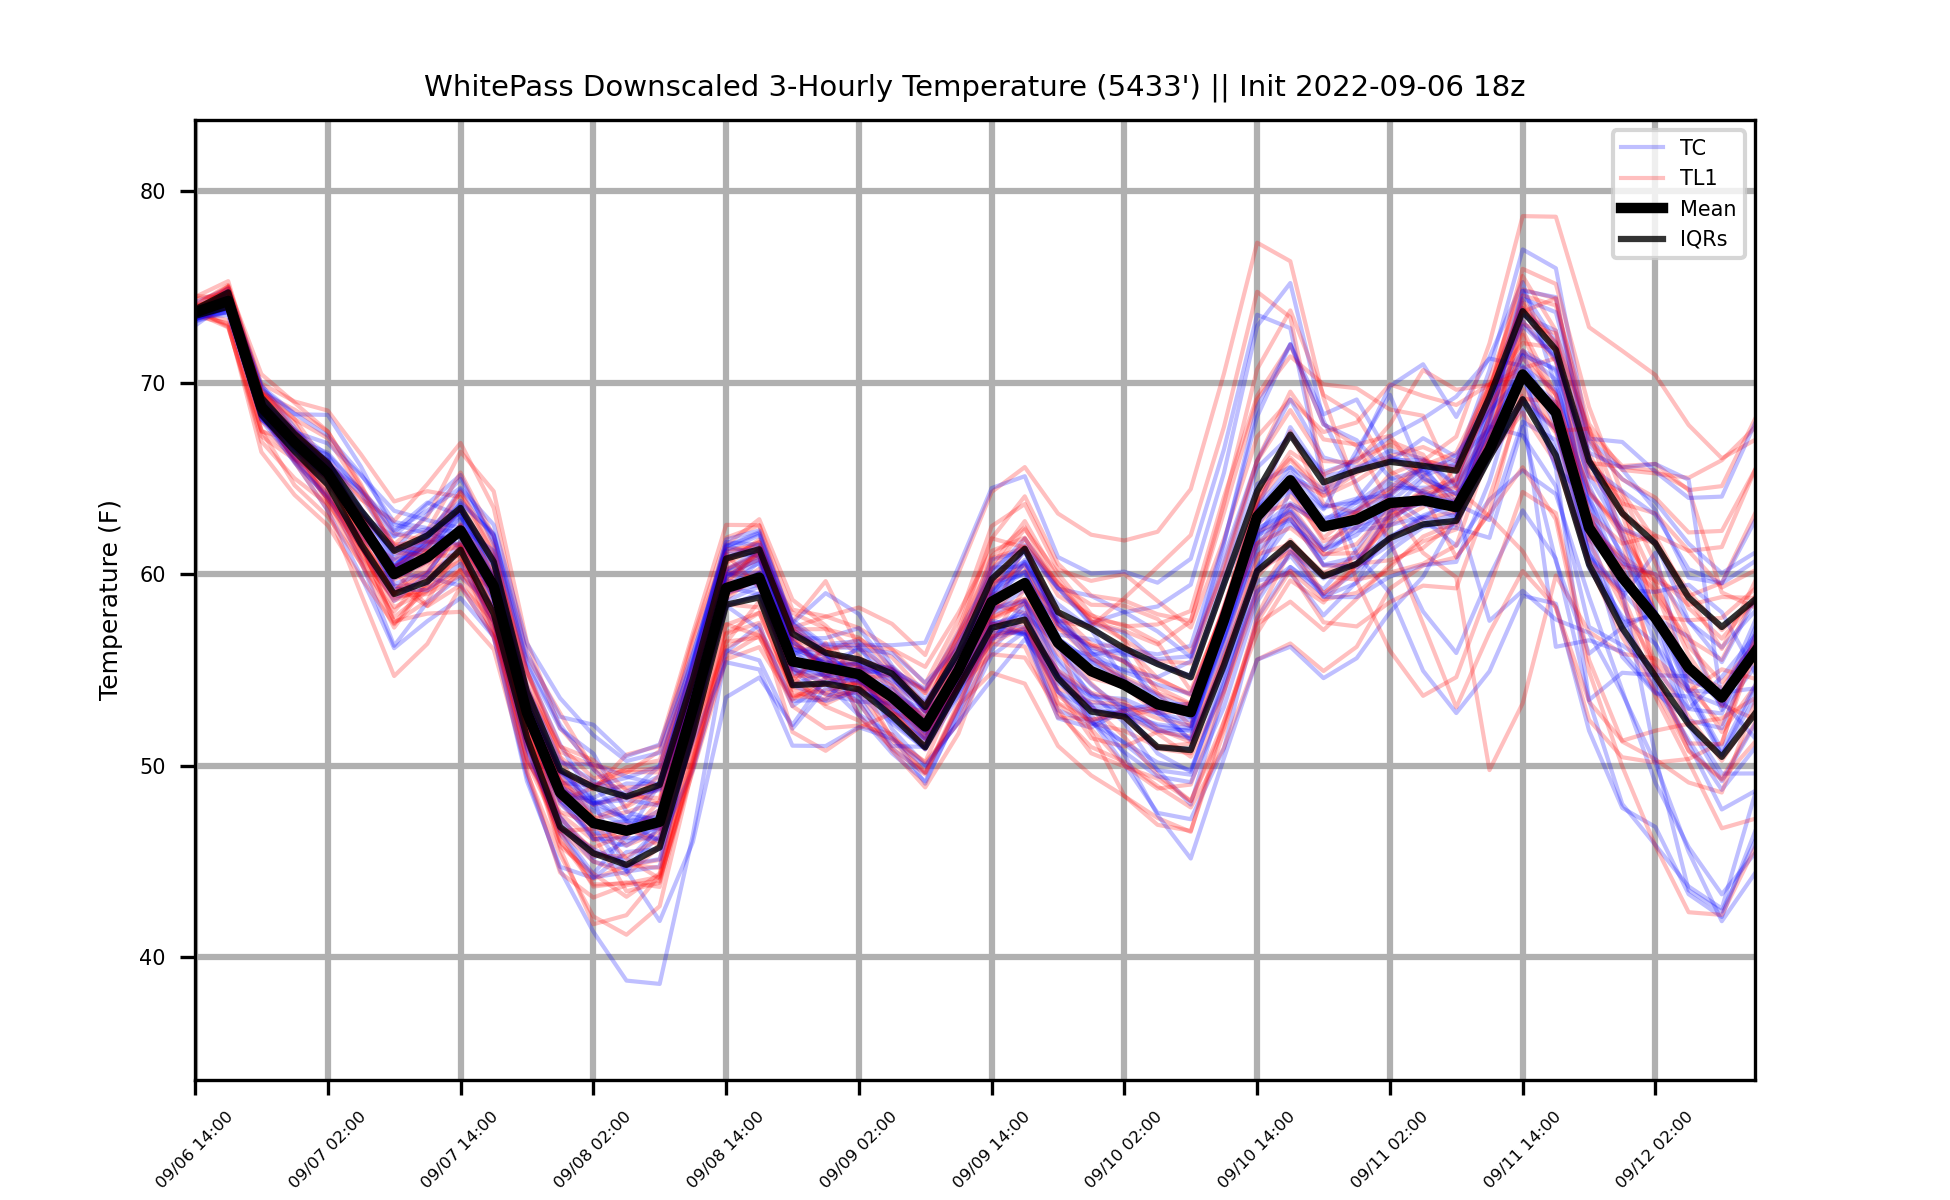 WhitePass Downscaled 3-Hourly Temperature (5433') || Init 2022-09-06 18z
TC
TL1
Mean
IQRs
Temperature (F)
80
70
60
50
40
09/06 14:00
09/07 02:00
09/07 14:00
09/08 02:00
09/08 14:00
09/09 02:00
09/09 14:00
09/10 02:00
09/10 14:00
09/11 02:00
09/11 14:00
09/12 02:00